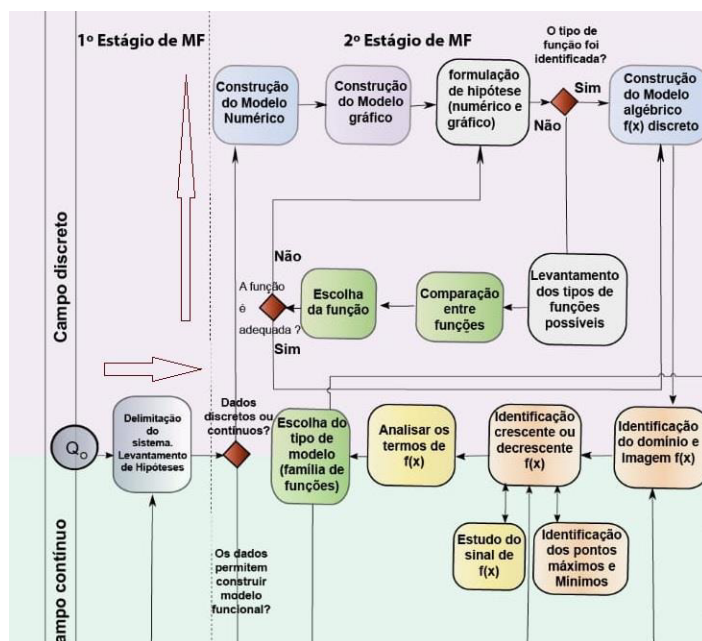 1º Estágio de MF
2º Estágio de MF
O tipo de
função foi
identificada?
Construção
do Modelo
Numérico
Construção
do Modelo
gráfico
formulação
de hipótese
(numérico e
gráfico)
Sim
Não
Construção
do Modelo
algébrico
f(x) discreto
Campo discreto
Não
A função
é
adequada ?
Sim
Escolha
da função
Comparação
entre
funções
Levantamento
dos tipos de
funções
possíveis
Qo
Delimitação
do
sistema.
Levantamento
de Hipóteses
Dados
discretos ou
contínuos?
Escolha do
tipo de
modelo
(família de
funções)
Analisar os
termos de
f(x)
Identificação
crescente ou
decrescente
f(x)
Identificação
do domínio e
Imagem f(x)
Estudo do
sinal de
f(x)
Identificação
dos pontos
máximos e
Mínimos
Os dados
permitem
construir
modelo
funcional?
ampo contínuo